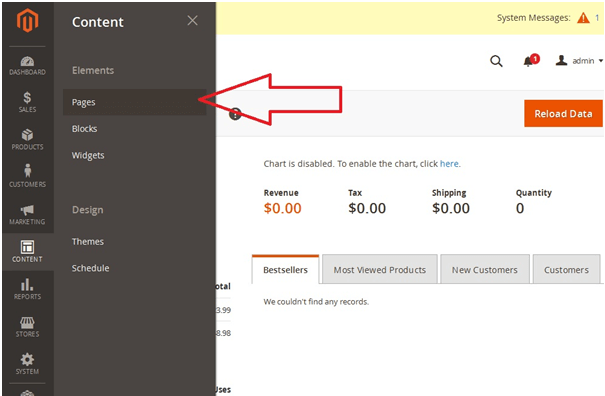 DASHBOARD
SALES
PRODUCTS
CUSTOMERS
MARKETING
CONTENT
REPORTS
STORES
SYSTEM
Content
Elements
Pages
Blocks
Widgets
Design
Themes
Schedule
System Messages: 1
1
admin
Reload Data
Chart is disabled. To enable the chart, click here.
Revenue Tax Shipping Quantity
$0.00 $0.00 $0.00 0
Bestsellers Most Viewed Products New Customers Customers
We couldn't find any records.
otal
3.99
8.98
Uses